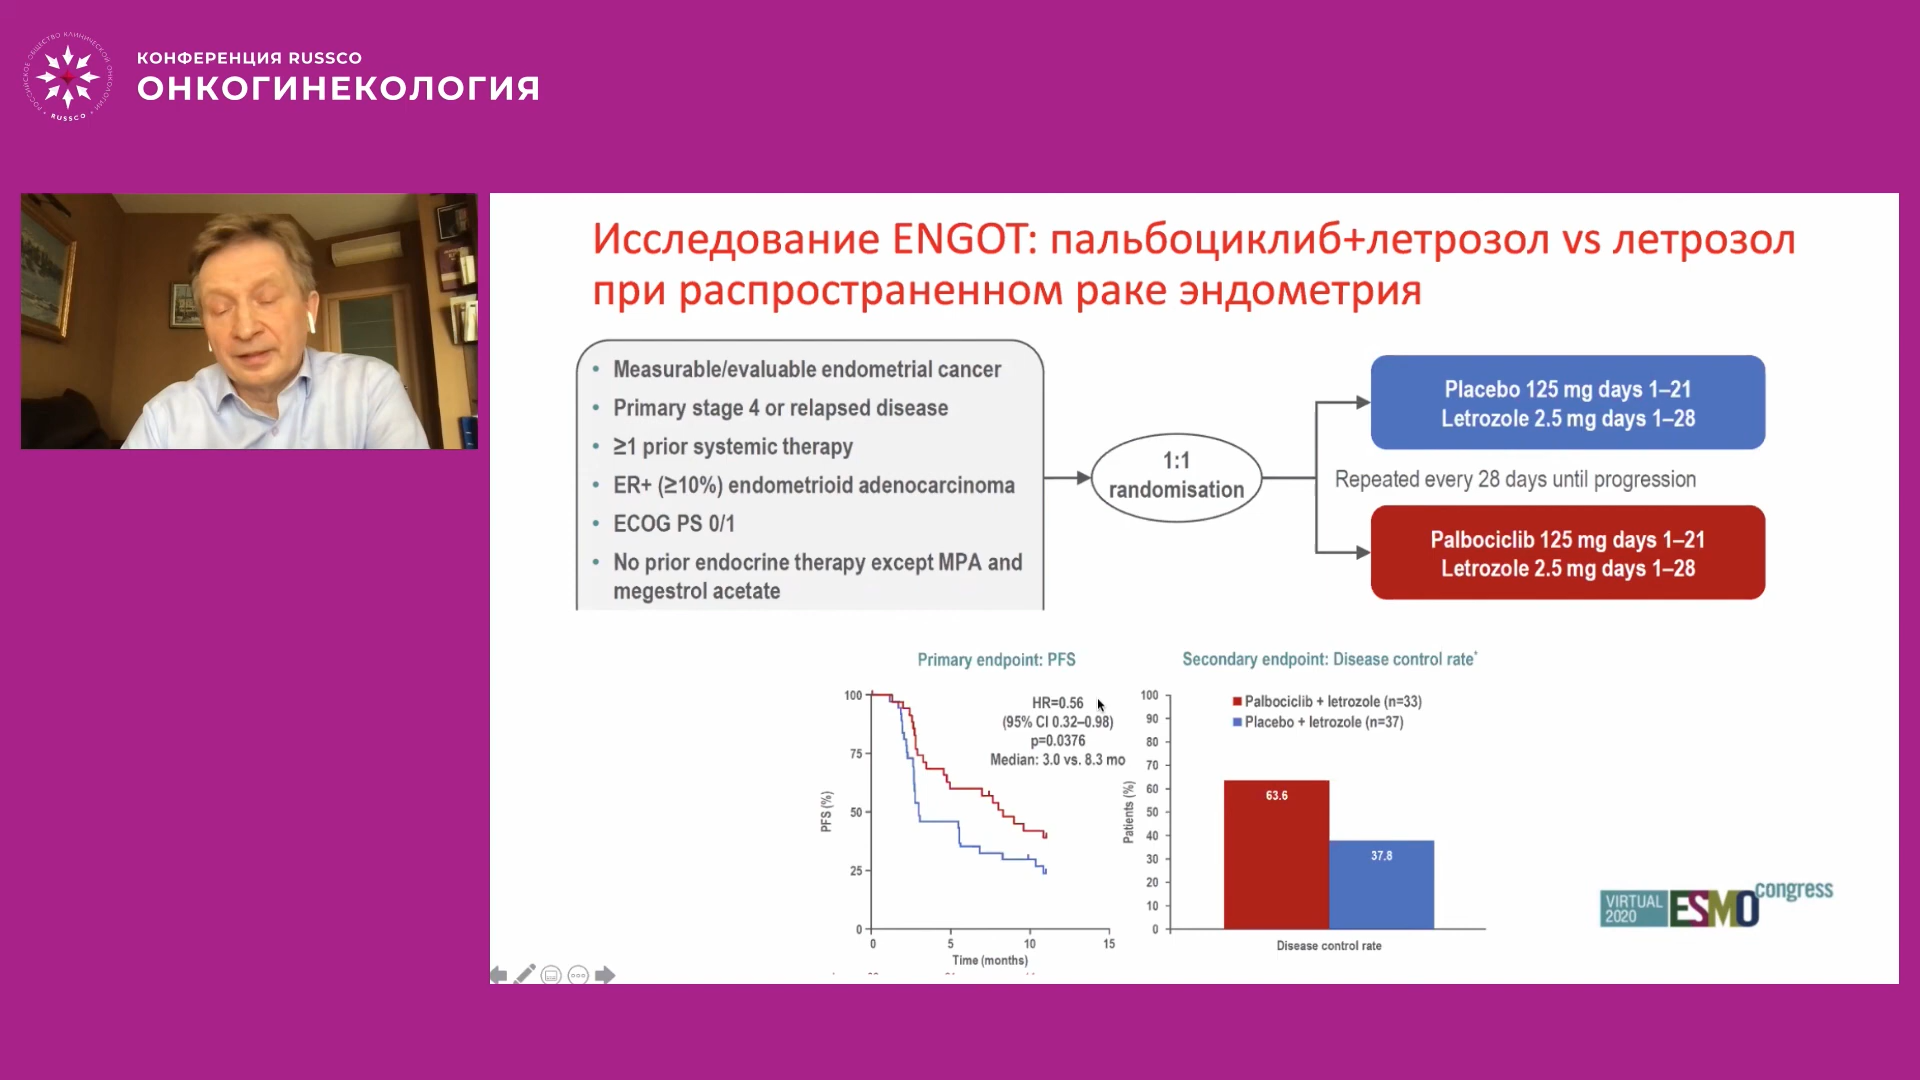 КОНФЕРЕНЦИЯ RUSSCO
ОНКОГИНЕКОЛОГИЯ
РОССИЙСКОЕ ОБЩЕСТВО КЛИНИЧЕСКОЙ ОНКОЛОГИИ
• RUSSCO •
Исследование ENGOT: пальбоциклиб+летрозол vs летрозол
при распространенном раке эндометрия
• Measurable/evaluable endometrial cancer
• Primary stage 4 or relapsed disease
• ≥1 prior systemic therapy
• ER+ (≥10%) endometrioid adenocarcinoma
• ECOG PS 0/1
• No prior endocrine therapy except MPA and
megestrol acetate
1:1
randomisation
Placebo 125 mg days 1–21
Letrozole 2.5 mg days 1–28
Repeated every 28 days until progression
Palbociclib 125 mg days 1–21
Letrozole 2.5 mg days 1–28
Primary endpoint: PFS
HR=0.56
(95% CI 0.32–0.98)
p=0.0376
Median: 3.0 vs. 8.3 mo
PFS (%)
100
75
50
25
0
0 5 10 15
Time (months)
Secondary endpoint: Disease control rate*
Palbociclib + letrozole (n=33)
Placebo + letrozole (n=37)
Patients (%)
100
90
80
70
60
50
40
30
20
10
0
63.6
37.8
Disease control rate
VIRTUAL
2020
ESMO
congress